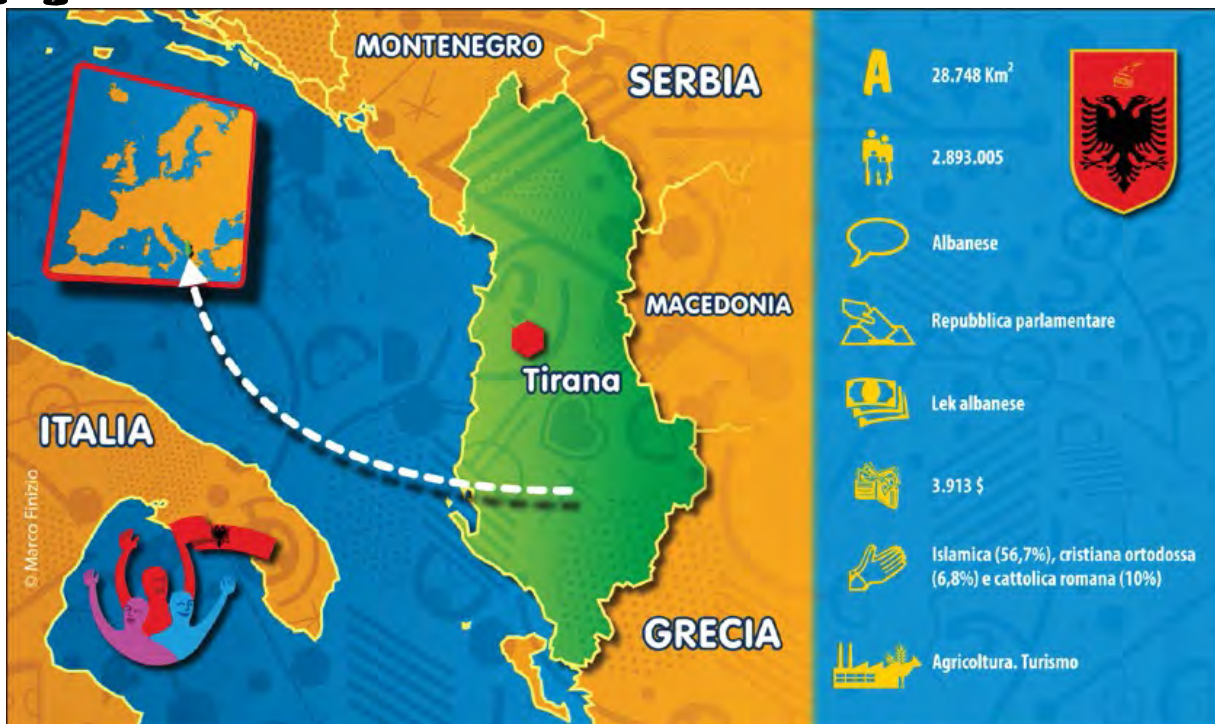 MONTENEGRO
SERBIA
MACEDONIA
Tirana
ITALIA
GRECIA
© Marco Finizio
A
28.748 Km²
2.893.005
Albanese
Repubblica parlamentare
Lek albanese
3.913 $
Islamica (56,7%), cristiana ortodossa
(6,8%) e cattolica romana (10%)
Agricoltura. Turismo